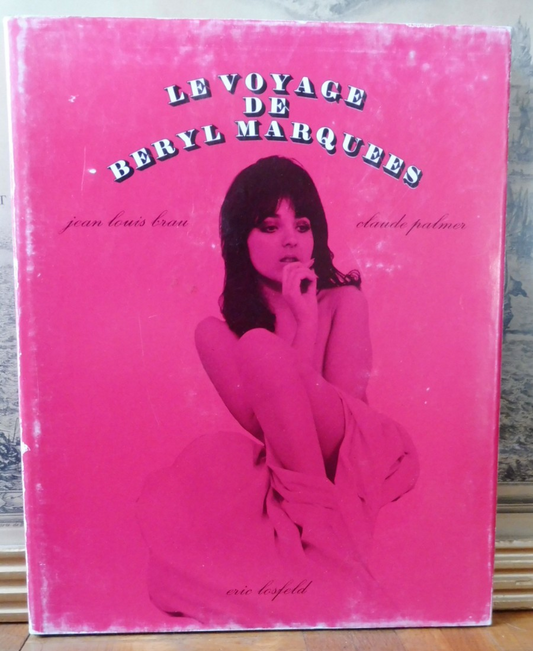 LE VOYAGE
DE
BERYL MARQUEES
jean louis brau
claude palmer
eric losfeld